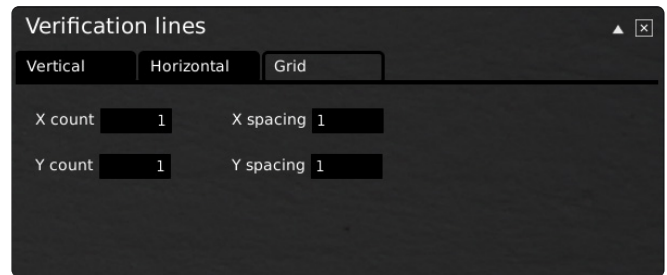 Verification lines
Vertical Horizontal Grid
X count 1 X spacing 1
Y count 1 Y spacing 1